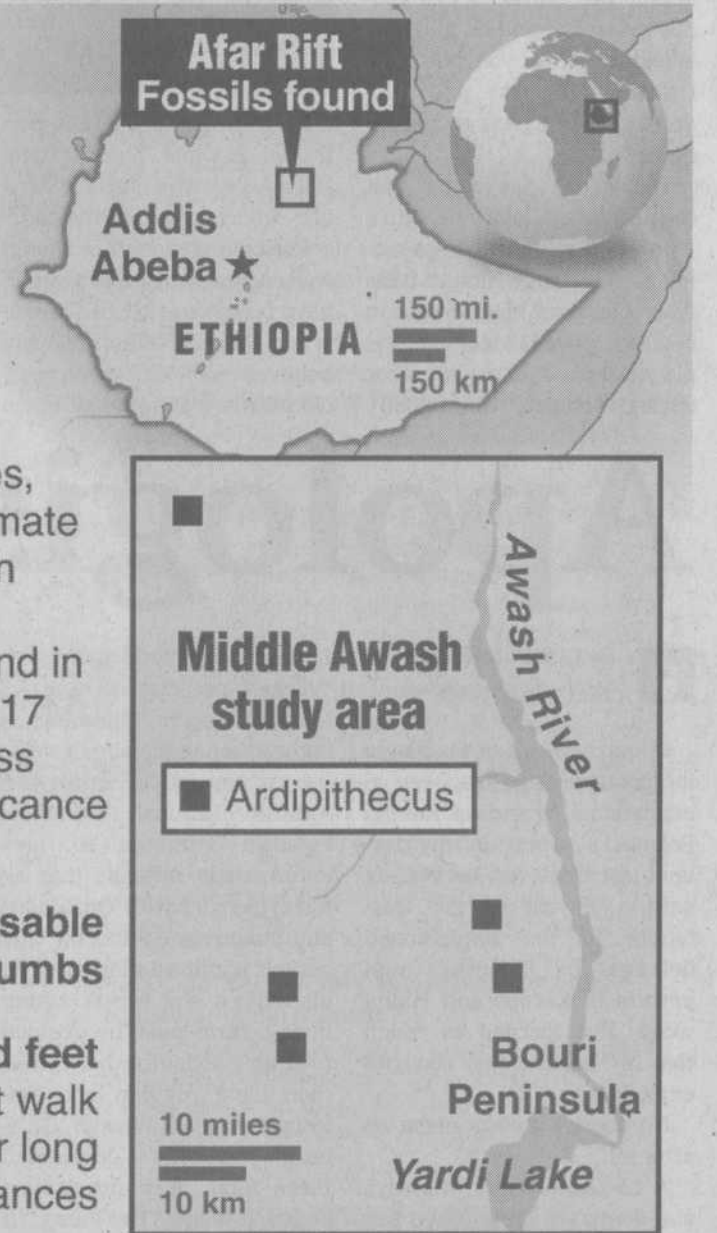 Afar Rift
Fossils found
Addis
Abeba
ETHIOPIA
150 mi.
150 km
Middle Awash
study area
Ardipithecus
Awash River
Bouri
Peninsula
Yardi Lake
10 miles
10 km
es,
mate
n
nd in
17
ss
cance
sable
umbs
d feet
t walk
r long
ances